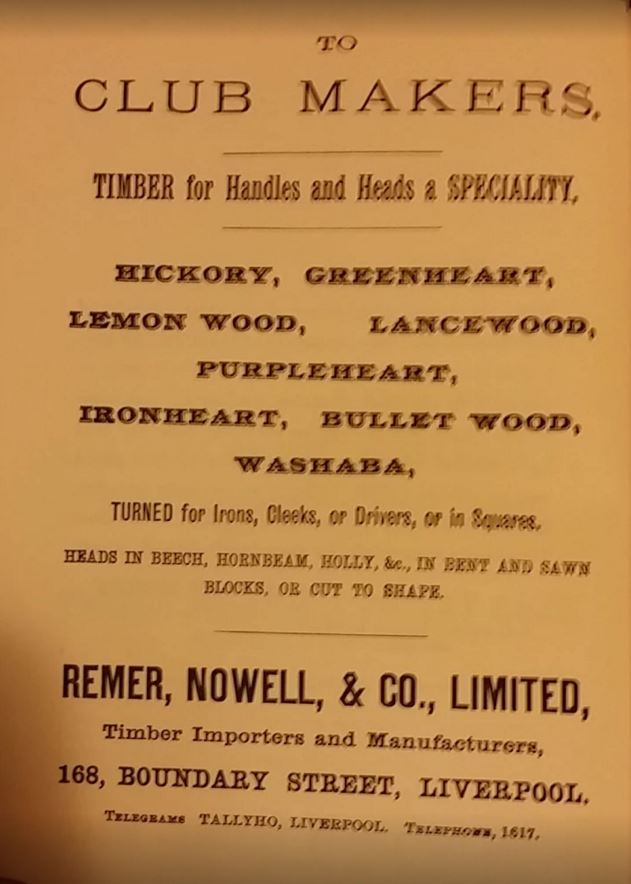 TO
CLUB MAKERS.
TIMBER for Handles and Heads a SPECIALITY.
HICKORY, GREENHEART,
LEMON WOOD, LANCEWOOD,
PURPLEHEART,
IRONHEART, BULLET WOOD,
WASHABA,
TURNED for Irons, Cleeks, or Drivers, or in Squares.
HEADS IN BEECH, HORNBEAM, HOLLY, &c., IN BENT AND SAWN
BLOCKS, OR CUT TO SHAPE.
REMER, NOWELL, & CO., LIMITED,
Timber Importers and Manufacturers,
168, BOUNDARY STREET, LIVERPOOL.
TELEGRAMS TALLYHO, LIVERPOOL. TELEPHONE, 1617.